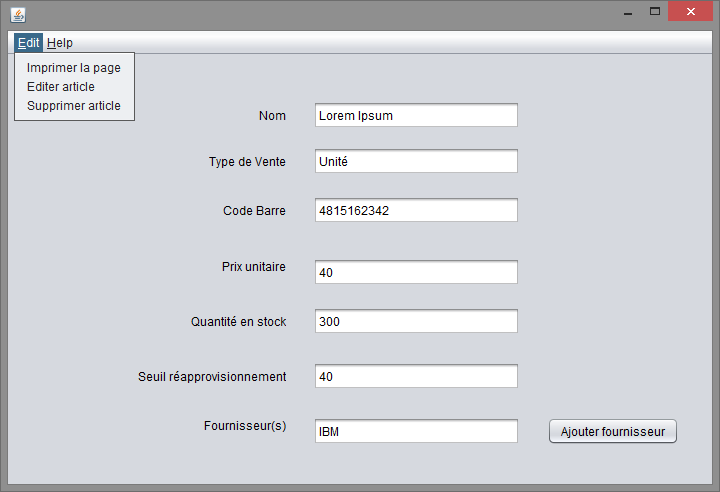 Edit Help
Imprimer la page
Editer article
Supprimer article
Nom Lorem Ipsum
Type de Vente Unité
Code Barre 4815162342
Prix unitaire 40
Quantité en stock 300
Seuil réapprovisionnement 40
Fournisseur(s) IBM Ajouter fournisseur